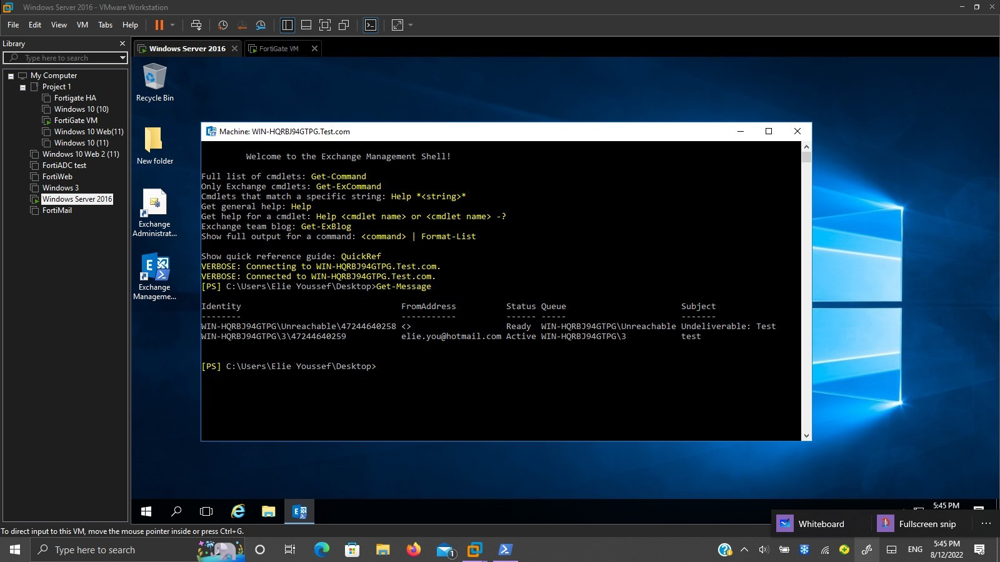 Windows Server 2016 - VMware Workstation
File Edit View VM Tabs Help
Library
Type here to search
My Computer
Project 1
Fortigate HA
Windows 10 (10)
FortiGate VM
Windows 10 Web(11)
Windows 10 (11)
Windows 10 Web 2 (11)
FortiADC test
FortiWeb
Windows 3
Windows Server 2016
FortiMail
Windows Server 2016
FortiGate VM
Recycle Bin
New folder
Exchange
Administrat...
Exchange
Manageme...
Machine: WIN-HQRBJ94GTPG.Test.com
Welcome to the Exchange Management Shell!
Full list of cmdlets: Get-Command
Only Exchange cmdlets: Get-ExCommand
Cmdlets that match a specific string: Help *<string>*
Get general help: Help
Get help for a cmdlet: Help <cmdlet name> or <cmdlet name> -?
Exchange team blog: Get-ExBlog
Show full output for a command: <command> | Format-List
Show quick reference guide: QuickRef
VERBOSE: Connecting to WIN-HQRBJ94GTPG.Test.com.
VERBOSE: Connected to WIN-HQRBJ94GTPG.Test.com.
[PS] C:\Users\Elie Youssef\Desktop>Get-Message
Identity FromAddress Status Queue Subject
-------- ----------- ------ ----- -------
WIN-HQRBJ94GTPG\Unreachable\47244640258 <> Ready WIN-HQRBJ94GTPG\Unreachable Undeliverable: Test
WIN-HQRBJ94GTPG\3\47244640259 elie.you@hotmail.com Active WIN-HQRBJ94GTPG\3 test
[PS] C:\Users\Elie Youssef\Desktop>
5:45 PM
Whiteboard
Fullscreen snip
To direct input to this VM, move the mouse pointer inside or press Ctrl+G.
Type here to search
1
ENG
5:45 PM
8/12/2022